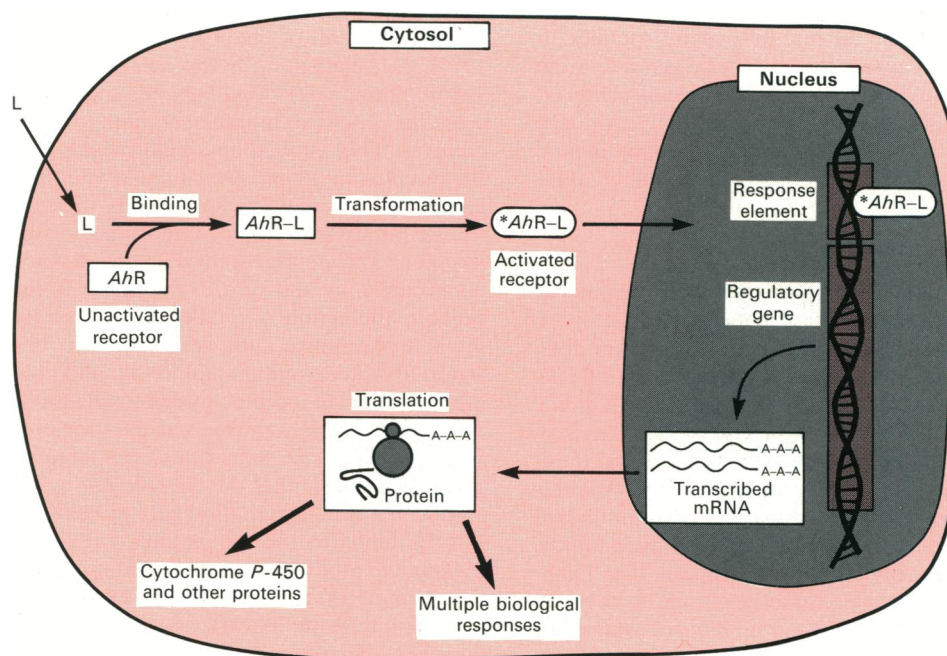 Cytosol
Nucleus
L
L
Binding
AhR–L
Transformation
*AhR–L
Activated
receptor
AhR
Unactivated
receptor
Response
element
*AhR–L
Regulatory
gene
Translation
A–A–A
Protein
A–A–A
A–A–A
Transcribed
mRNA
Cytochrome P-450
and other proteins
Multiple biological
responses